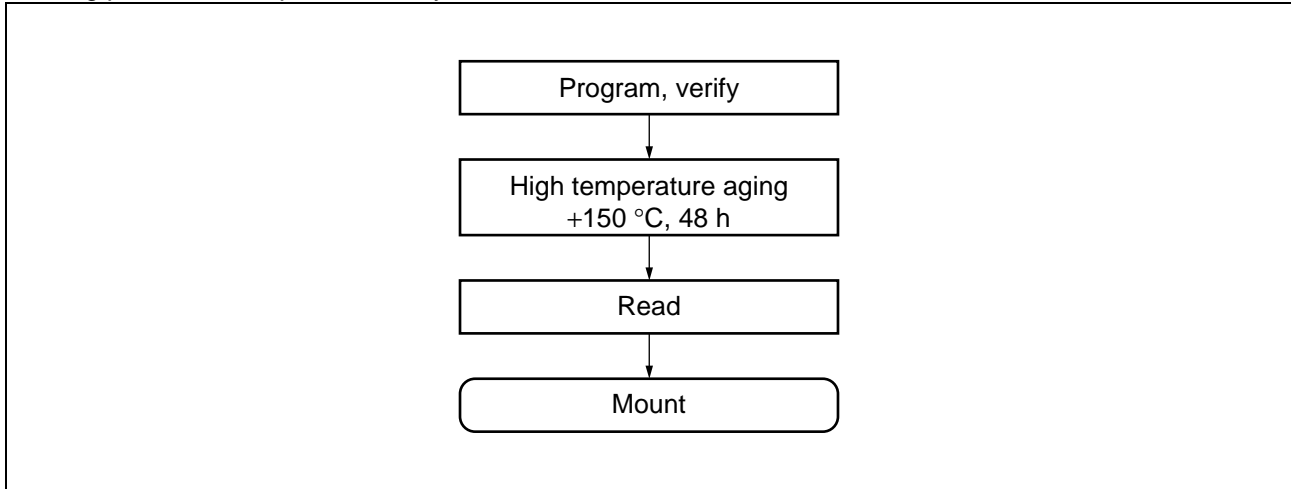 Program, verify
High temperature aging
+150 °C, 48 h
Read
Mount